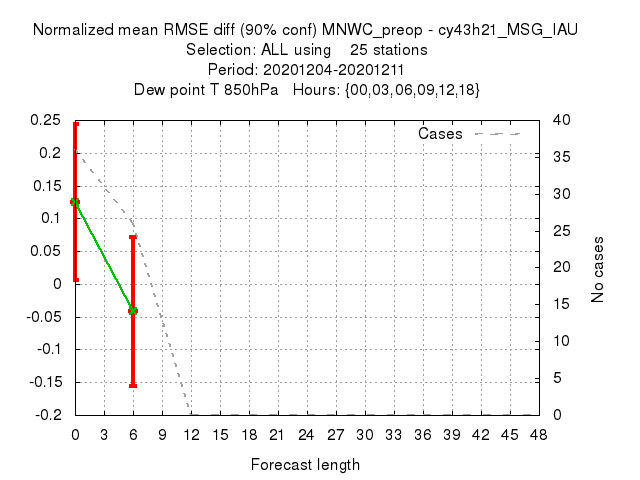 Normalized mean RMSE diff (90% conf) MNWC_preop - cy43h21_MSG_IAU
Selection: ALL using    25 stations
Period: 20201204-20201211
Dew point T 850hPa   Hours: {00,03,06,09,12,18}
0.25
0.2
0.15
0.1
0.05
0
-0.05
-0.1
-0.15
-0.2
Cases
40
35
30
25
20
15
10
5
0
No cases
0 3 6 9 12 15 18 21 24 27 30 33 36 39 42 45 48
Forecast length